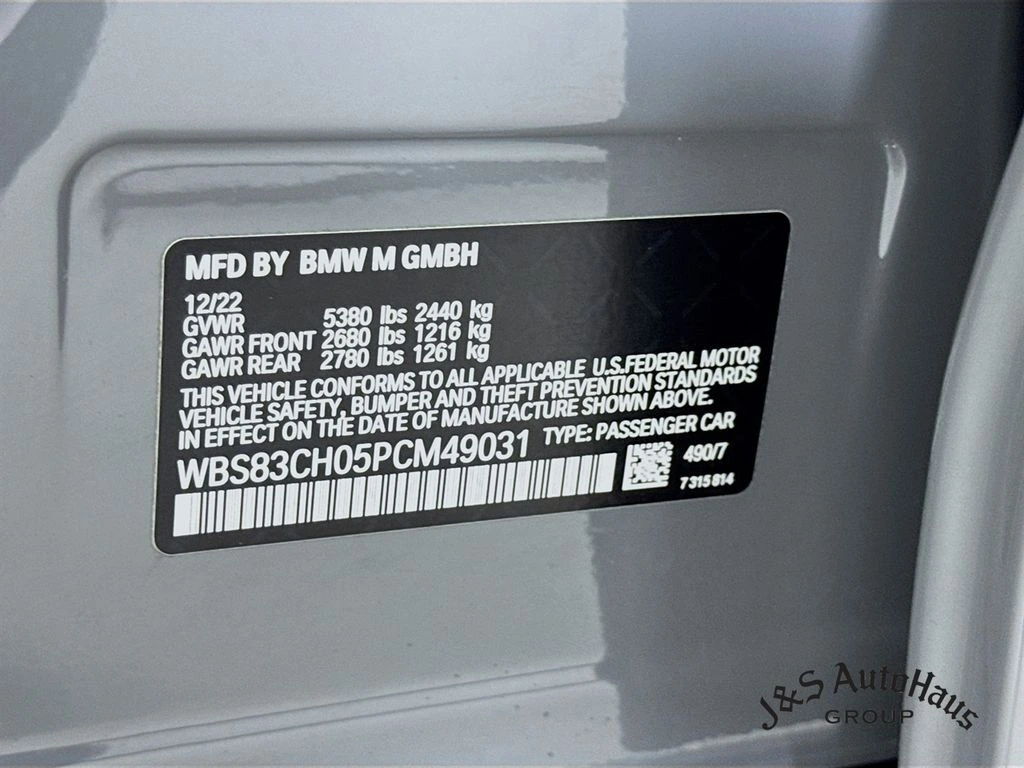 MFD BY BMW M GMBH
12/22
GVWR 5380 lbs 2440 kg
GAWR FRONT 2680 lbs 1216 kg
GAWR REAR 2780 lbs 1261 kg
THIS VEHICLE CONFORMS TO ALL APPLICABLE U.S.FEDERAL MOTOR
VEHICLE SAFETY, BUMPER AND THEFT PREVENTION STANDARDS
IN EFFECT ON THE DATE OF MANUFACTURE SHOWN ABOVE.
WBS83CH05PCM49031 TYPE: PASSENGER CAR
490/7
7315814
J&S AutoHaus
GROUP